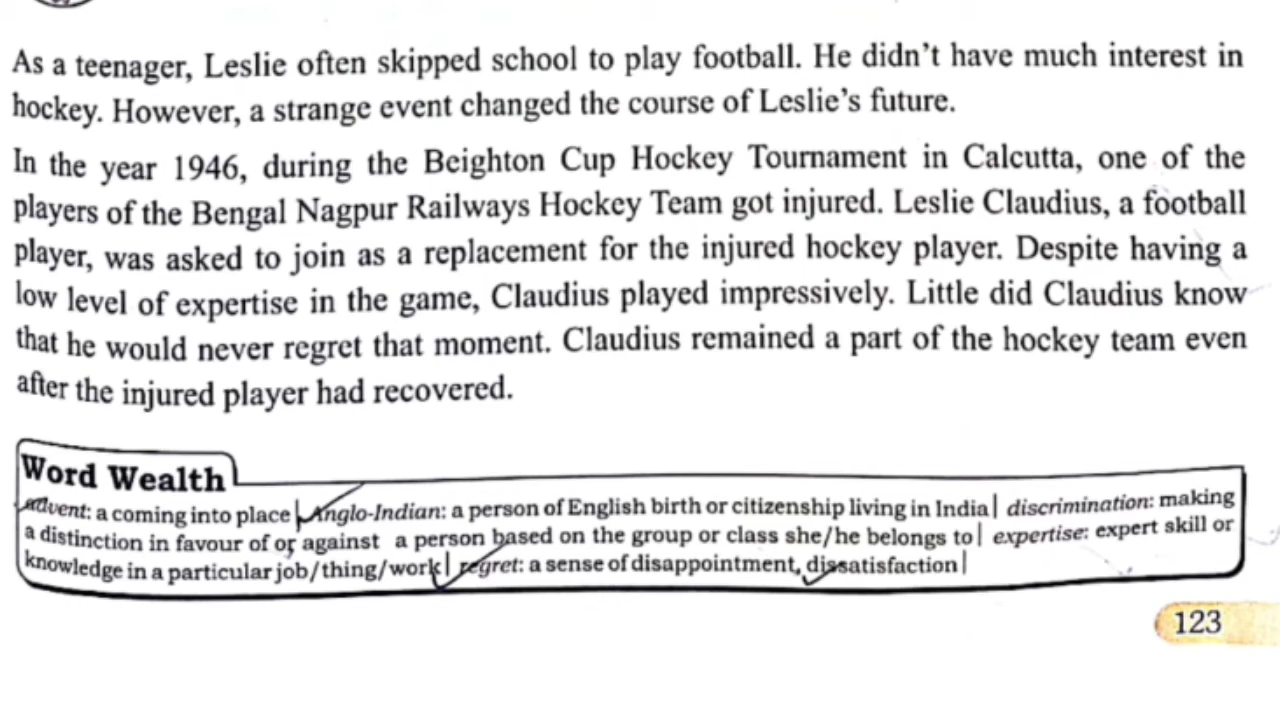 As a teenager, Leslie often skipped school to play football. He didn't have much interest in
hockey. However, a strange event changed the course of Leslie's future.
In the year 1946, during the Beighton Cup Hockey Tournament in Calcutta, one of the
players of the Bengal Nagpur Railways Hockey Team got injured. Leslie Claudius, a football
player, was asked to join as a replacement for the injured hockey player. Despite having a
low level of expertise in the game, Claudius played impressively. Little did Claudius know
that he would never regret that moment. Claudius remained a part of the hockey team even
after the injured player had recovered.
Word Wealth
advent: a coming into place | Anglo-Indian: a person of English birth or citizenship living in India | discrimination: making
a distinction in favour of or against a person based on the group or class she/he belongs to | expertise: expert skill or
knowledge in a particular job/thing/work | regret: a sense of disappointment, dissatisfaction |
123